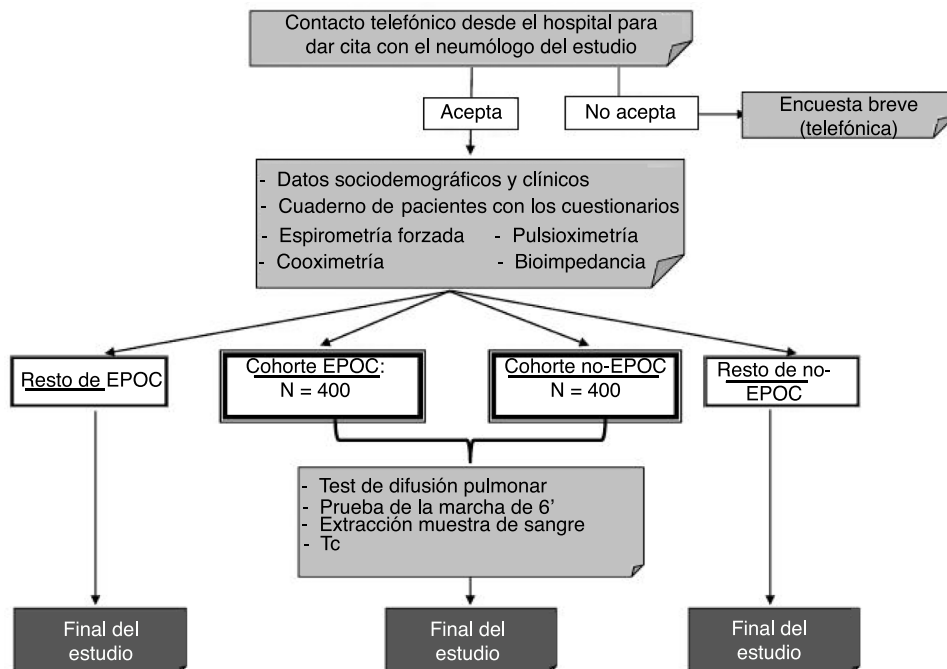 Contacto telefónico desde el hospital para
dar cita con el neumólogo del estudio
Acepta
No acepta
Encuesta breve
(telefónica)
- Datos sociodemográficos y clínicos
- Cuaderno de pacientes con los cuestionarios
- Espirometría forzada - Pulsioximetría
- Cooximetría - Bioimpedancia
Resto de EPOC
Cohorte EPOC:
N = 400
Cohorte no-EPOC
N = 400
Resto de no-
EPOC
- Test de difusión pulmonar
- Prueba de la marcha de 6’
- Extracción muestra de sangre
- Tc
Final del
estudio
Final del
estudio
Final del
estudio